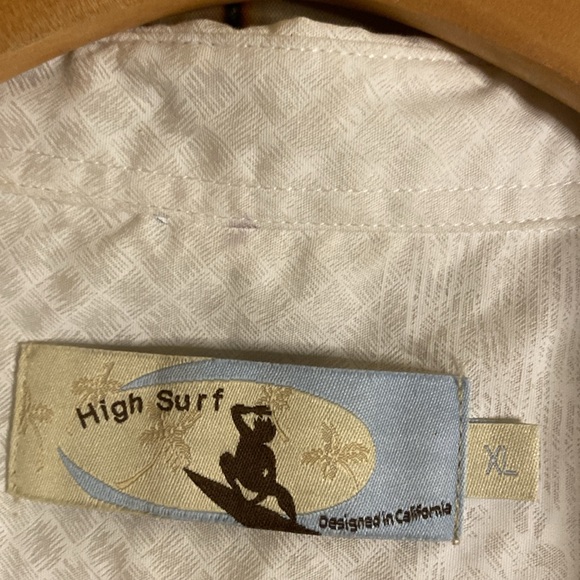 High Surf
Designed in California
XL